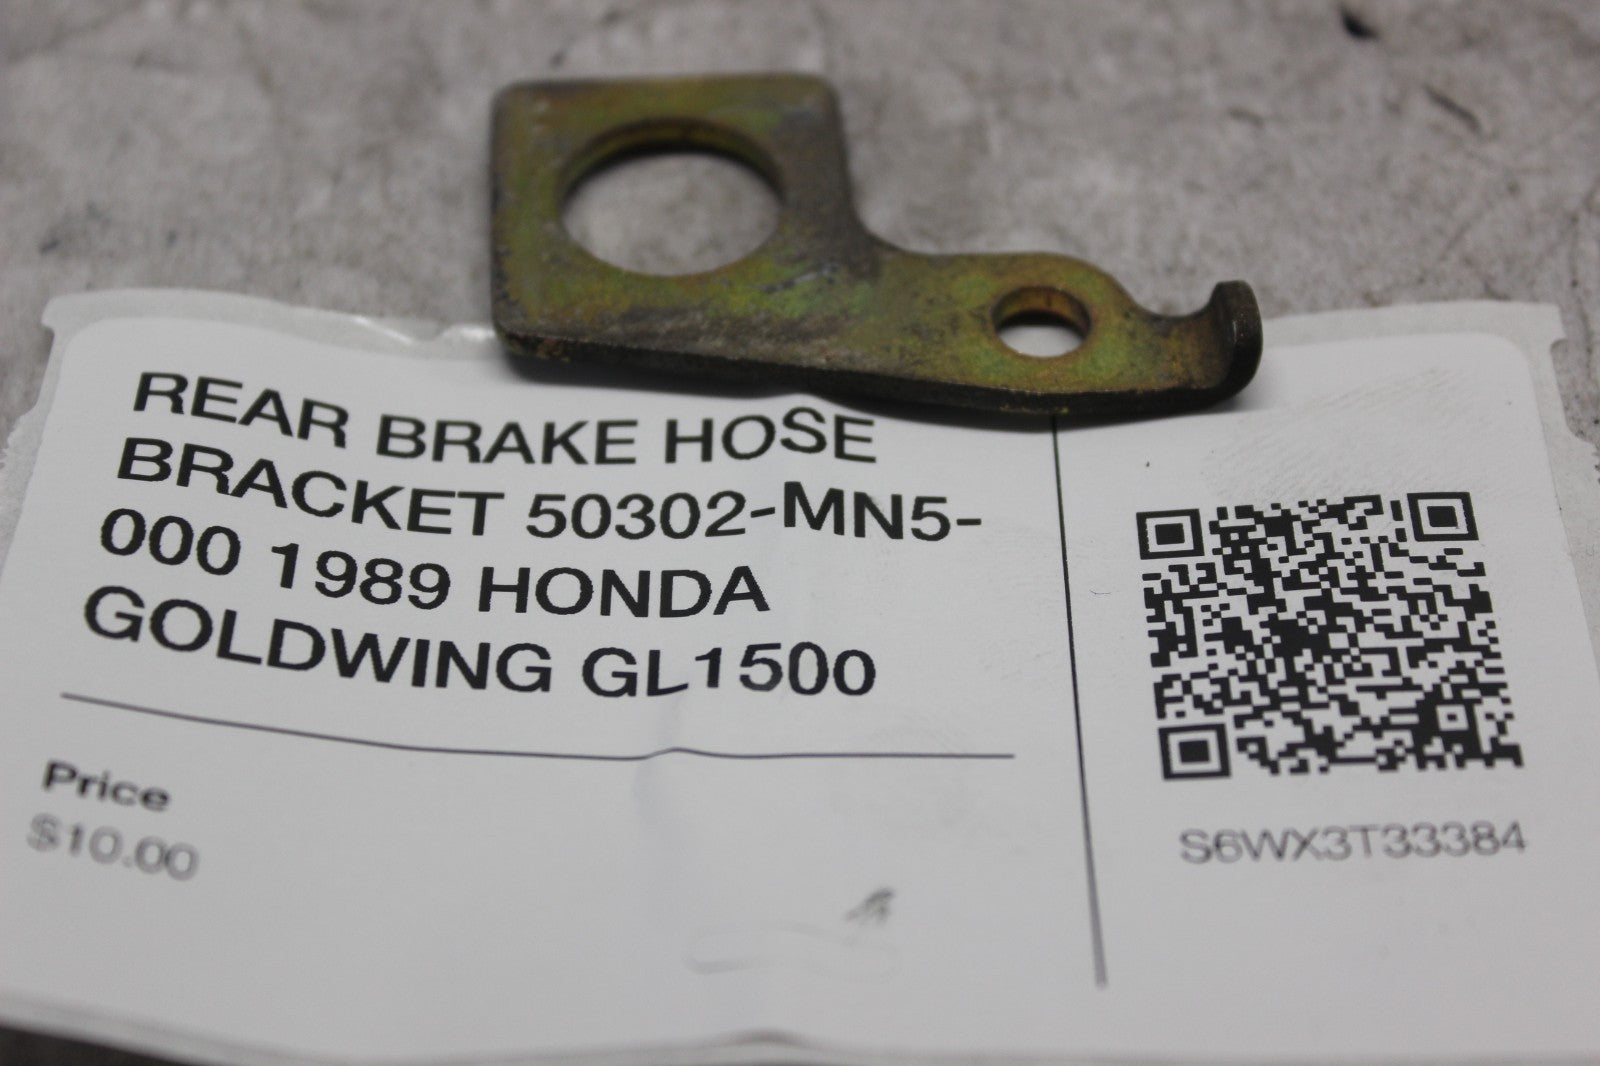 REAR BRAKE HOSE
BRACKET 50302-MN5-
000 1989 HONDA
GOLDWING GL1500
Price
$10.00
S6WX3T33384